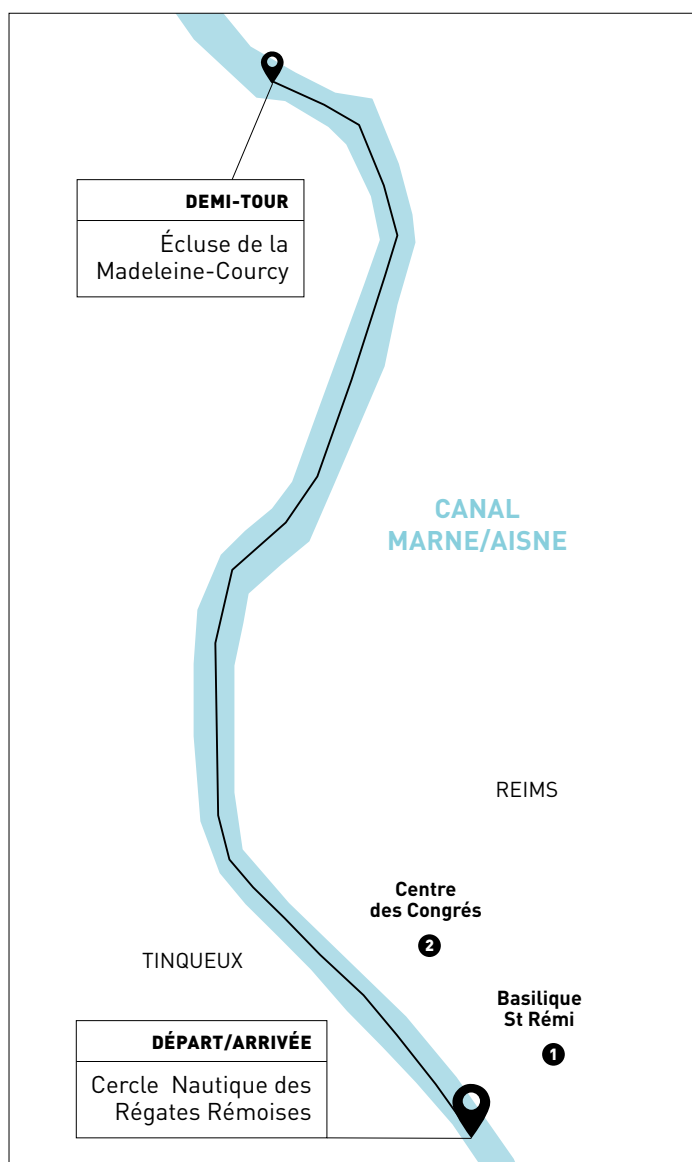 DEMI-TOUR
Écluse de la
Madeleine-Courcy
CANAL
MARNE/AISNE
REIMS
Centre
des Congrés
2
TINQUEUX
Basilique
St Rémi
1
DÉPART/ARRIVÉE
Cercle Nautique des
Régates Rémoises